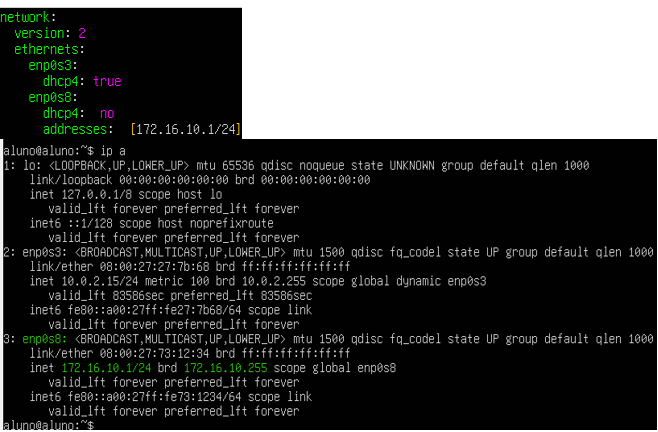 network:
  version: 2
  ethernets:
    enp0s3:
      dhcp4: true
    enp0s8:
      dhcp4:  no
      addresses:  [172.16.10.1/24]
aluno@aluno:~$ ip a
1: lo: <LOOPBACK,UP,LOWER_UP> mtu 65536 qdisc noqueue state UNKNOWN group default qlen 1000
    link/loopback 00:00:00:00:00:00 brd 00:00:00:00:00:00
    inet 127.0.0.1/8 scope host lo
       valid_lft forever preferred_lft forever
    inet6 ::1/128 scope host noprefixroute
       valid_lft forever preferred_lft forever
2: enp0s3: <BROADCAST,MULTICAST,UP,LOWER_UP> mtu 1500 qdisc fq_codel state UP group default qlen 1000
    link/ether 08:00:27:27:7b:68 brd ff:ff:ff:ff:ff:ff
    inet 10.0.2.15/24 metric 100 brd 10.0.2.255 scope global dynamic enp0s3
       valid_lft 83586sec preferred_lft 83586sec
    inet6 fe80::a00:27ff:fe27:7b68/64 scope link
       valid_lft forever preferred_lft forever
3: enp0s8: <BROADCAST,MULTICAST,UP,LOWER_UP> mtu 1500 qdisc fq_codel state UP group default qlen 1000
    link/ether 08:00:27:73:12:34 brd ff:ff:ff:ff:ff:ff
    inet 172.16.10.1/24 brd 172.16.10.255 scope global enp0s8
       valid_lft forever preferred_lft forever
    inet6 fe80::a00:27ff:fe73:1234/64 scope link
       valid_lft forever preferred_lft forever
aluno@aluno:~$